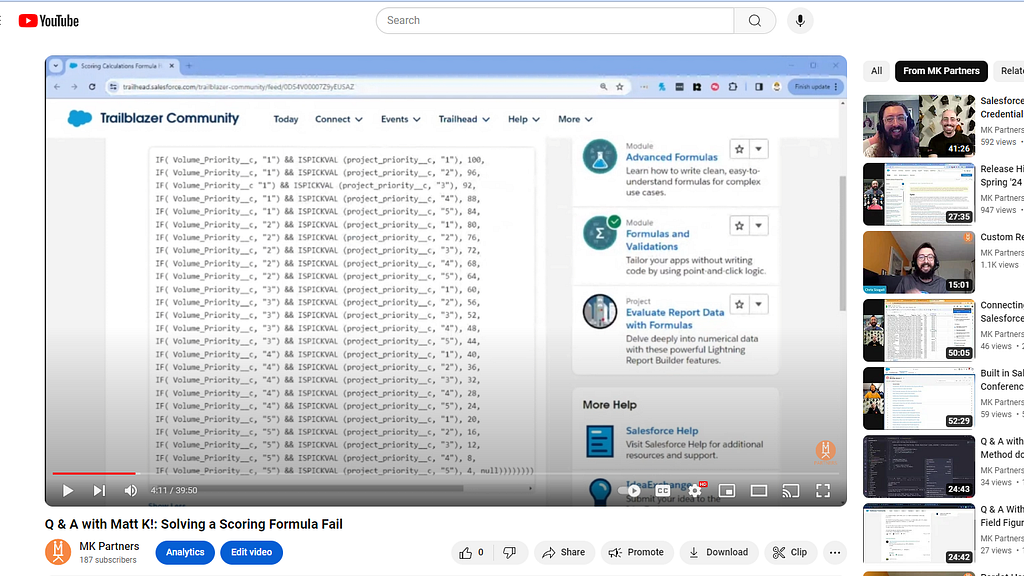 YouTube
Search
Scoring Calculations Formula
trailhead.salesforce.com/trailblazer-community/feed/0D54V00007Z9yEUSAZ
Finish update
Trailblazer Community
Today
Connect
Events
Trailhead
Help
More
IF( Volume_Priority__c, "1") && ISPICKVAL (project_priority__c, "1"), 100,
IF( Volume_Priority__c, "1") && ISPICKVAL (project_priority__c, "2"), 96,
IF( Volume_Priority__c "1") && ISPICKVAL (project_priority__c, "3"), 92,
IF( Volume_Priority__c, "1") && ISPICKVAL (project_priority__c, "4"), 88,
IF( Volume_Priority__c, "1") && ISPICKVAL (project_priority__c, "5"), 84,
IF( Volume_Priority__c, "2") && ISPICKVAL (project_priority__c, "1"), 80,
IF( Volume_Priority__c, "2") && ISPICKVAL (project_priority__c, "2"), 76,
IF( Volume_Priority__c, "2") && ISPICKVAL (project_priority__c, "3"), 72,
IF( Volume_Priority__c, "2") && ISPICKVAL (project_priority__c, "4"), 68,
IF( Volume_Priority__c, "2") && ISPICKVAL (project_priority__c, "5"), 64,
IF( Volume_Priority__c, "3") && ISPICKVAL (project_priority__c, "1"), 60,
IF( Volume_Priority__c, "3") && ISPICKVAL (project_priority__c, "2"), 56,
IF( Volume_Priority__c, "3") && ISPICKVAL (project_priority__c, "3"), 52,
IF( Volume_Priority__c, "3") && ISPICKVAL (project_priority__c, "4"), 48,
IF( Volume_Priority__c, "3") && ISPICKVAL (project_priority__c, "5"), 44,
IF( Volume_Priority__c, "4") && ISPICKVAL (project_priority__c, "1"), 40,
IF( Volume_Priority__c, "4") && ISPICKVAL (project_priority__c, "2"), 36,
IF( Volume_Priority__c, "4") && ISPICKVAL (project_priority__c, "3"), 32,
IF( Volume_Priority__c, "4") && ISPICKVAL (project_priority__c, "4"), 28,
IF( Volume_Priority__c, "4") && ISPICKVAL (project_priority__c, "5"), 24,
IF( Volume_Priority__c, "5") && ISPICKVAL (project_priority__c, "1"), 20,
IF( Volume_Priority__c, "5") && ISPICKVAL (project_priority__c, "2"), 16,
IF( Volume_Priority__c, "5") && ISPICKVAL (project_priority__c, "3"), 12,
IF( Volume_Priority__c, "5") && ISPICKVAL (project_priority__c, "4"), 8,
IF( Volume_Priority__c, "5") && ISPICKVAL (project_priority__c, "5"), 4, null))))))))
Module
Advanced Formulas
Learn how to write clean, easy-to-
understand formulas for complex
use cases.
Module
Formulas and
Validations
Tailor your apps without writing
code by using point-and-click logic.
Project
Evaluate Report Data
with Formulas
Delve deeply into numerical data
with these powerful Lightning
Report Builder features.
More Help
Salesforce Help
Visit Salesforce Help for additional
resources and support.
IdeaExchange
Submit your idea to the
4:11 / 39:50
CC
HD
Q & A with Matt K!: Solving a Scoring Formula Fail
MK Partners
187 subscribers
Analytics
Edit video
0
Share
Promote
Download
Clip
All
From MK Partners
Relate
41:26
Salesforce
Credential
MK Partners
592 views
27:35
Release Hi
Spring '24
MK Partners
947 views
15:01
Custom Re
MK Partners
1.1K views
50:05
Connecting
Salesforce
MK Partners
46 views • 2
52:29
Built in Sal
Conference
MK Partners
59 views •
24:43
Q & A with
Method do
MK Partners
34 views •
24:42
Q & A With
Field Figur
MK Partners
27 views •